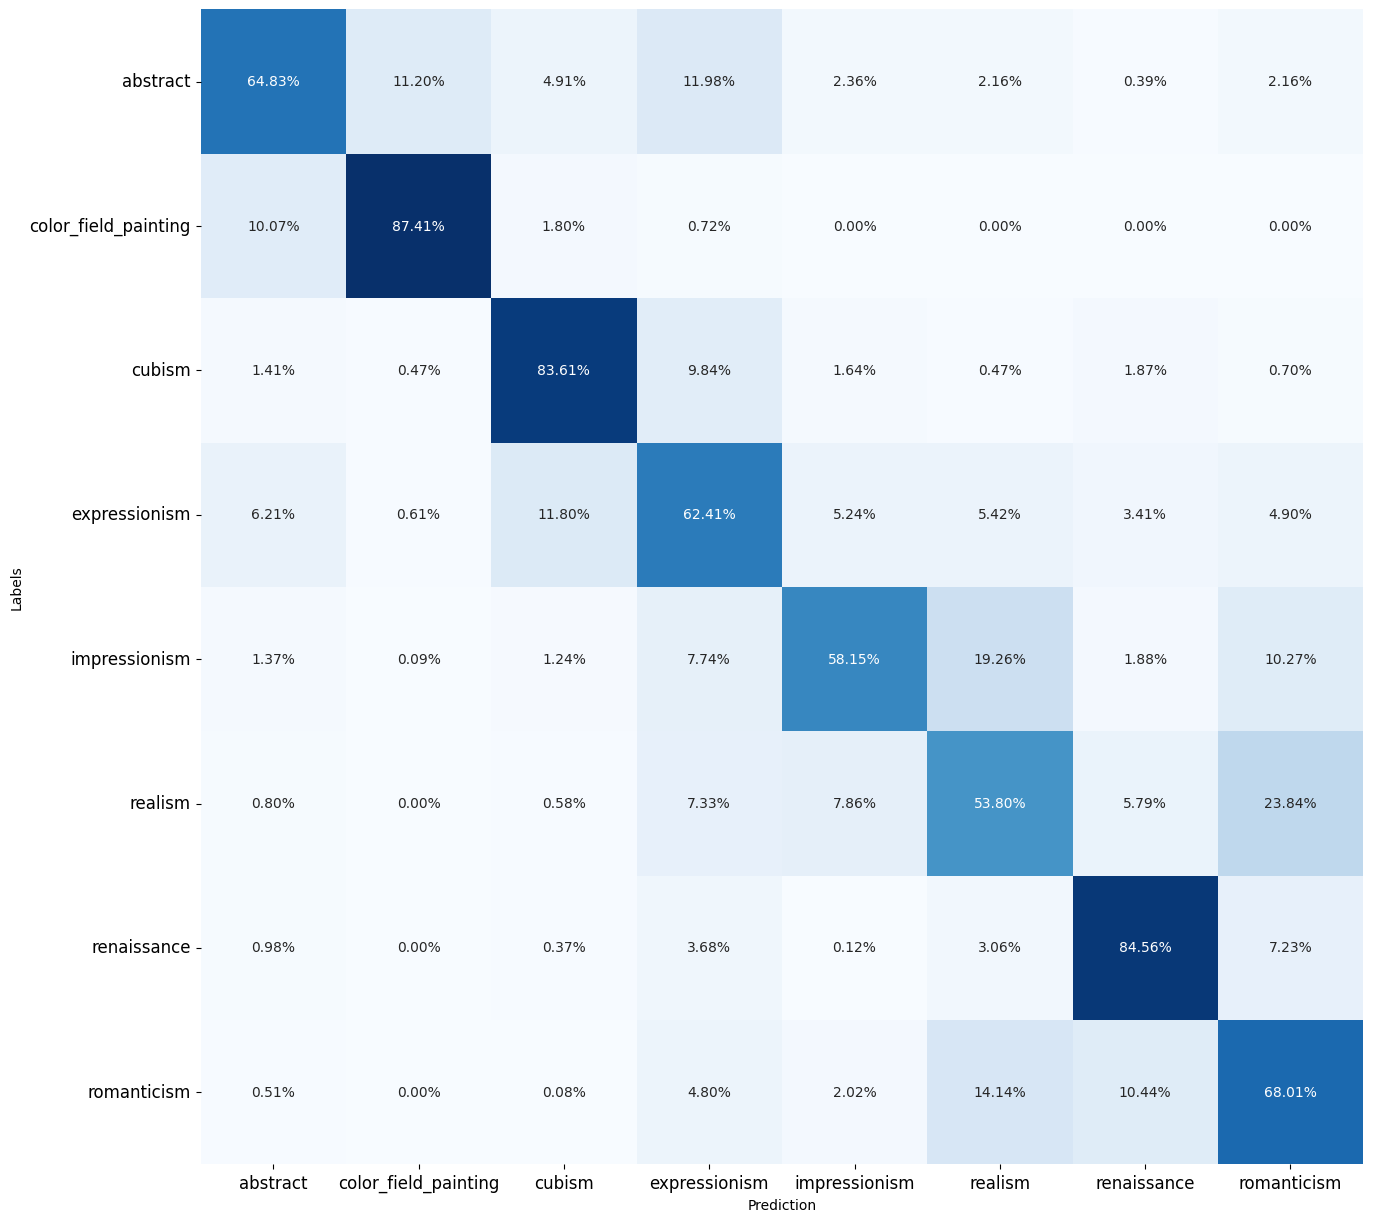 abstract 64.83% 11.20% 4.91% 11.98% 2.36% 2.16% 0.39% 2.16%
color_field_painting 10.07% 87.41% 1.80% 0.72% 0.00% 0.00% 0.00% 0.00%
cubism 1.41% 0.47% 83.61% 9.84% 1.64% 0.47% 1.87% 0.70%
expressionism 6.21% 0.61% 11.80% 62.41% 5.24% 5.42% 3.41% 4.90%
Labels
impressionism 1.37% 0.09% 1.24% 7.74% 58.15% 19.26% 1.88% 10.27%
realism 0.80% 0.00% 0.58% 7.33% 7.86% 53.80% 5.79% 23.84%
renaissance 0.98% 0.00% 0.37% 3.68% 0.12% 3.06% 84.56% 7.23%
romanticism 0.51% 0.00% 0.08% 4.80% 2.02% 14.14% 10.44% 68.01%
abstract color_field_painting cubism expressionism impressionism realism renaissance romanticism
Prediction